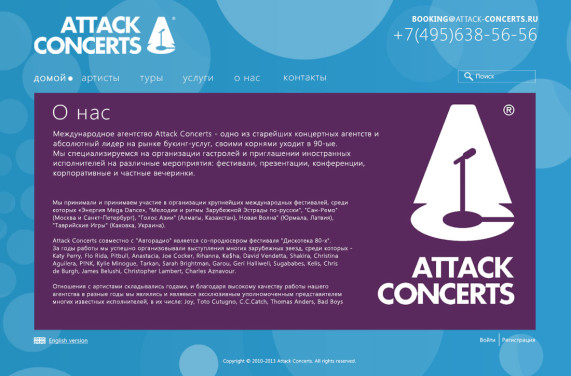 ATTACK
CONCERTS ®
BOOKING@ATTACK-CONCERTS.RU
+7(495)638-56-56
домой артисты туры услуги о нас контакты
Поиск
О нас
Международное агентство Attack Concerts - одно из старейших концертных агентств и
абсолютный лидер на рынке букинг-услуг, своими корнями уходит в 90-ые.
Мы специализируемся на организации гастролей и приглашении иностранных
исполнителей на различные мероприятия: фестивали, презентации, конференции,
корпоративные и частные вечеринки.
Мы принимали и принимаем участие в организации крупнейших международных фестивалей, среди
которых «Энергия Mega Dance», "Мелодии и ритмы Зарубежной Эстрады по-русски", "Сан-Ремо"
(Москва и Санкт-Петербург), "Голос Азии" (Алматы, Казахстан), Новая Волна" (Юрмала, Латвия),
"Таврийские Игры" (Каховка, Украина).
Attack Concerts совместно с "Авторадио" является со-продюсером фестиваля "Дискотека 80-х".
За годы работы мы успешно организовывали выступления многих зарубежных звезд, среди которых -
Katy Perry, Flo Rida, Pitbull, Anastacia, Joe Cocker, Rihanna, Ke$ha, David Vendetta, Shakira, Christina
Aguilera, P!NK, Kylie Minogue, Tarkan, Sarah Brightman, Garou, Geri Halliwell, Sugababes, Kelis, Chris
de Burgh, James Belushi, Christopher Lambert, Charles Aznavour.
Отношения с артистами складывались годами, и благодаря высокому качеству работы нашего
агентства в разные годы мы являлись и являемся эксклюзивным уполномоченным представителем
многих известных исполнителей, в их числе: Joy, Toto Cutugno, C.C.Catch, Thomas Anders, Bad Boys
®
ATTACK
CONCERTS
English version
Войти | Регистрация
Copyright © 2010-2013 Attack Concerts. All rights reserved.